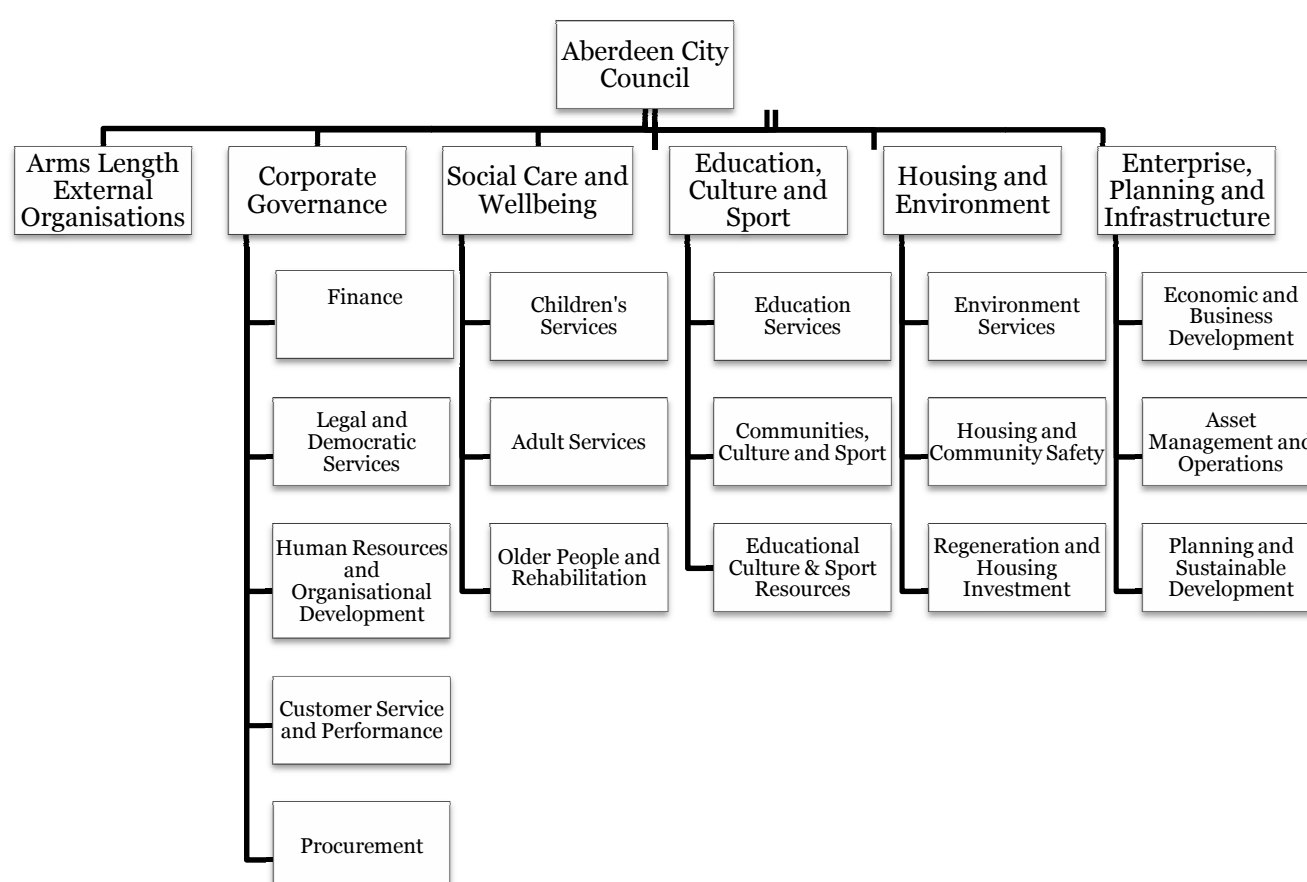 Aberdeen City
Council
Arms Length
External
Organisations
Corporate
Governance
Social Care and
Wellbeing
Education,
Culture and
Sport
Housing and
Environment
Enterprise,
Planning and
Infrastructure
Finance
Legal and
Democratic
Services
Human Resources
and
Organisational
Development
Customer Service
and Performance
Procurement
Children's
Services
Adult Services
Older People and
Rehabilitation
Education
Services
Communities,
Culture and Sport
Educational
Culture & Sport
Resources
Environment
Services
Housing and
Community Safety
Regeneration and
Housing
Investment
Economic and
Business
Development
Asset
Management and
Operations
Planning and
Sustainable
Development